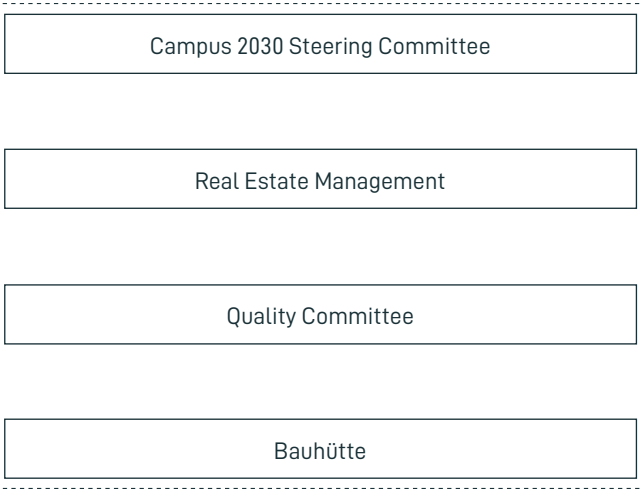 Campus 2030 Steering Committee
Real Estate Management
Quality Committee
Bauhütte